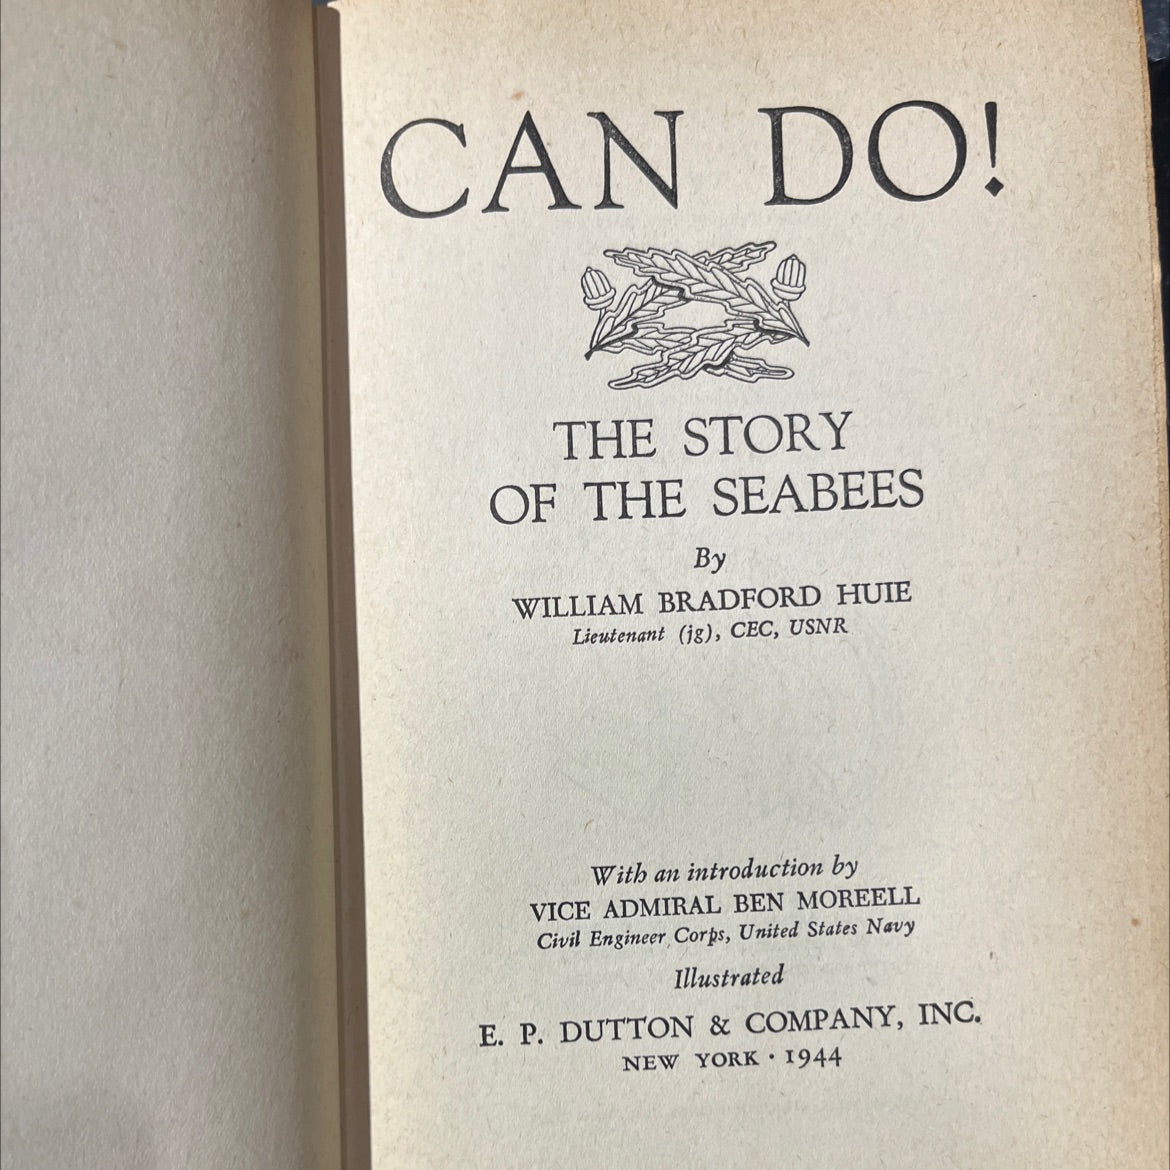 CAN DO!
THE STORY
OF THE SEABEES
By
WILLIAM BRADFORD HUIE
Lieutenant (jg), CEC, USNR
With an introduction by
VICE ADMIRAL BEN MOREELL
Civil Engineer Corps, United States Navy
Illustrated
E. P. DUTTON & COMPANY, INC.
NEW YORK · 1944